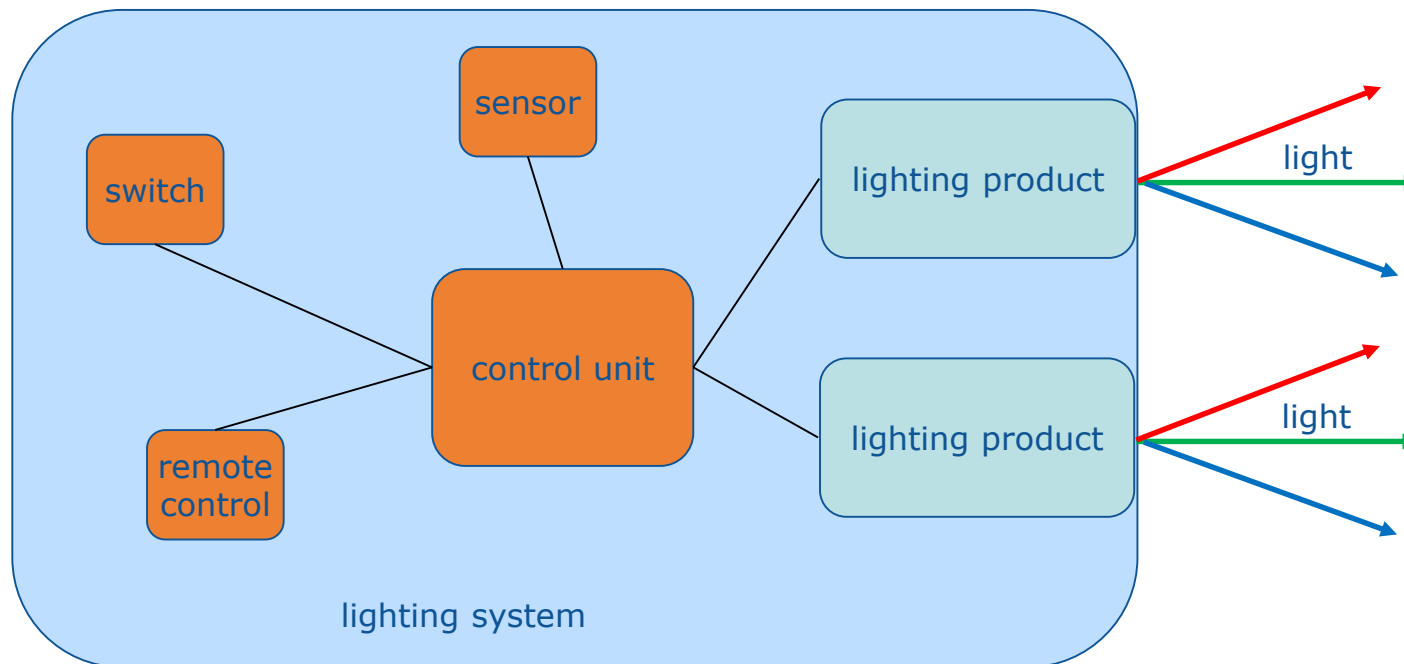 sensor
switch
lighting product
light
control unit
lighting product
light
remote
control
lighting system